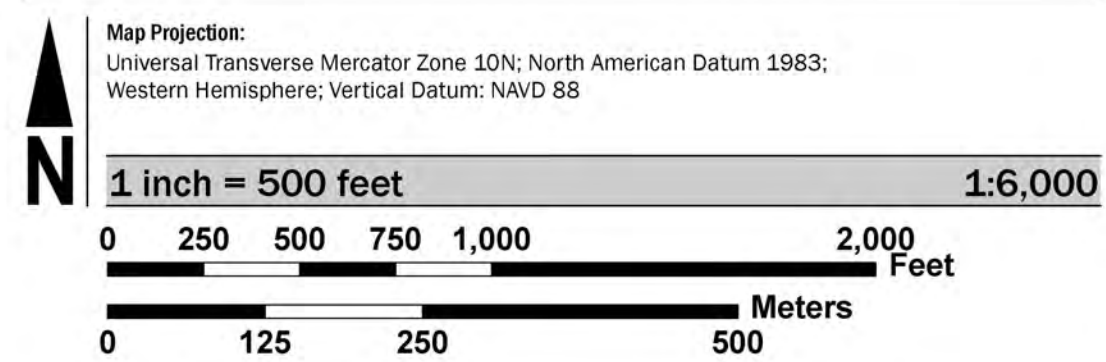 Map Projection:
Universal Transverse Mercator Zone 10N; North American Datum 1983;
Western Hemisphere; Vertical Datum: NAVD 88
N
1 inch = 500 feet 1:6,000
0 250 500 750 1,000 2,000
Feet
Meters
0 125 250 500